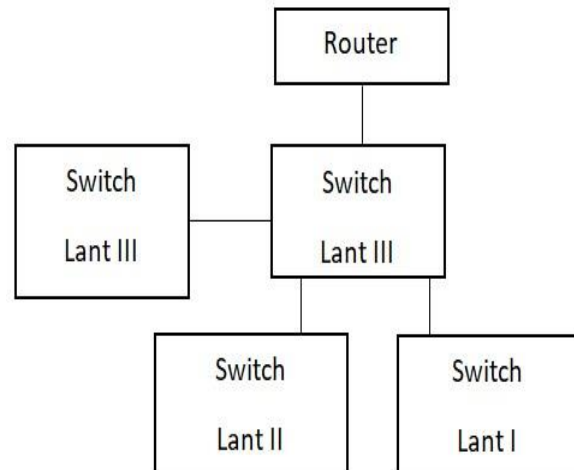 Router
Switch
Lant III
Switch
Lant III
Switch
Lant II
Switch
Lant I